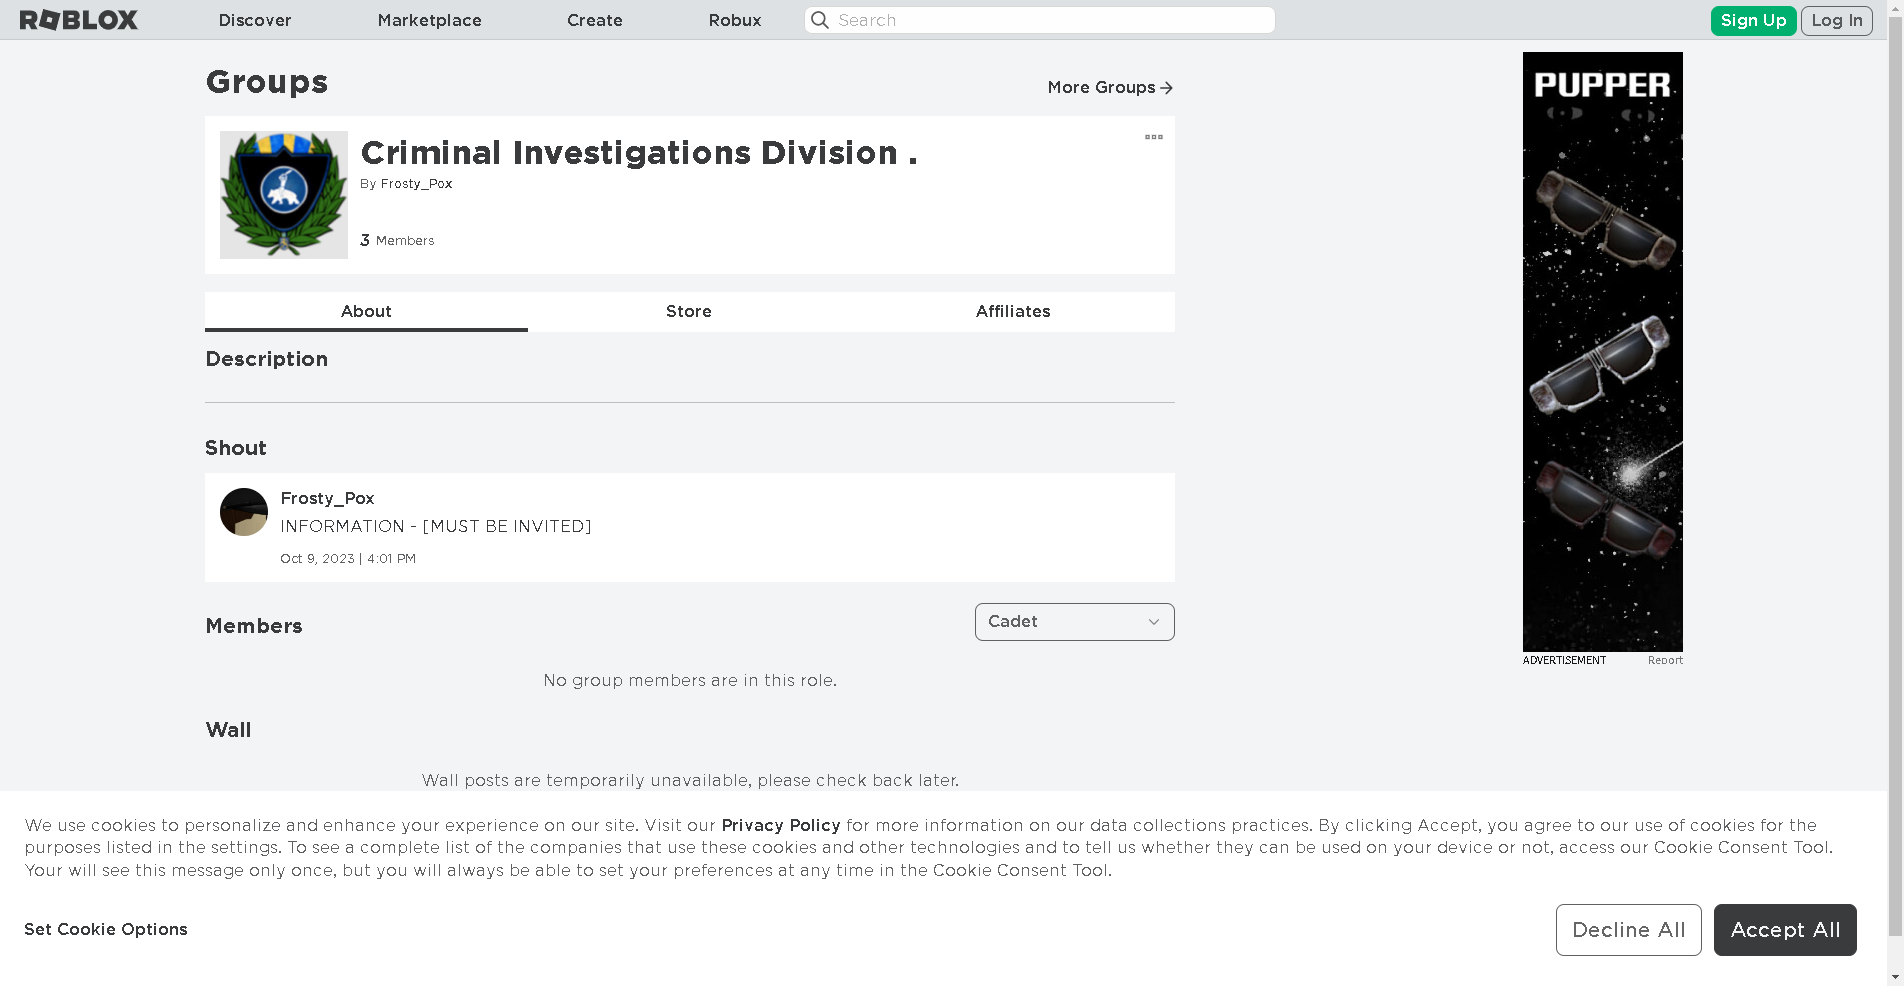 ROBLOX
Discover
Marketplace
Create
Robux
Search
Sign Up
Log In
Groups
More Groups
Criminal Investigations Division .
By Frosty_Pox
3 Members
About
Store
Affiliates
Description
Shout
Frosty_Pox
INFORMATION - [MUST BE INVITED]
Oct 9, 2023 | 4:01 PM
Members
Cadet
No group members are in this role.
Wall
Wall posts are temporarily unavailable, please check back later.
PUPPER
ADVERTISEMENT
Report
We use cookies to personalize and enhance your experience on our site. Visit our Privacy Policy for more information on our data collections practices. By clicking Accept, you agree to our use of cookies for the
purposes listed in the settings. To see a complete list of the companies that use these cookies and other technologies and to tell us whether they can be used on your device or not, access our Cookie Consent Tool.
Your will see this message only once, but you will always be able to set your preferences at any time in the Cookie Consent Tool.
Set Cookie Options
Decline All
Accept All